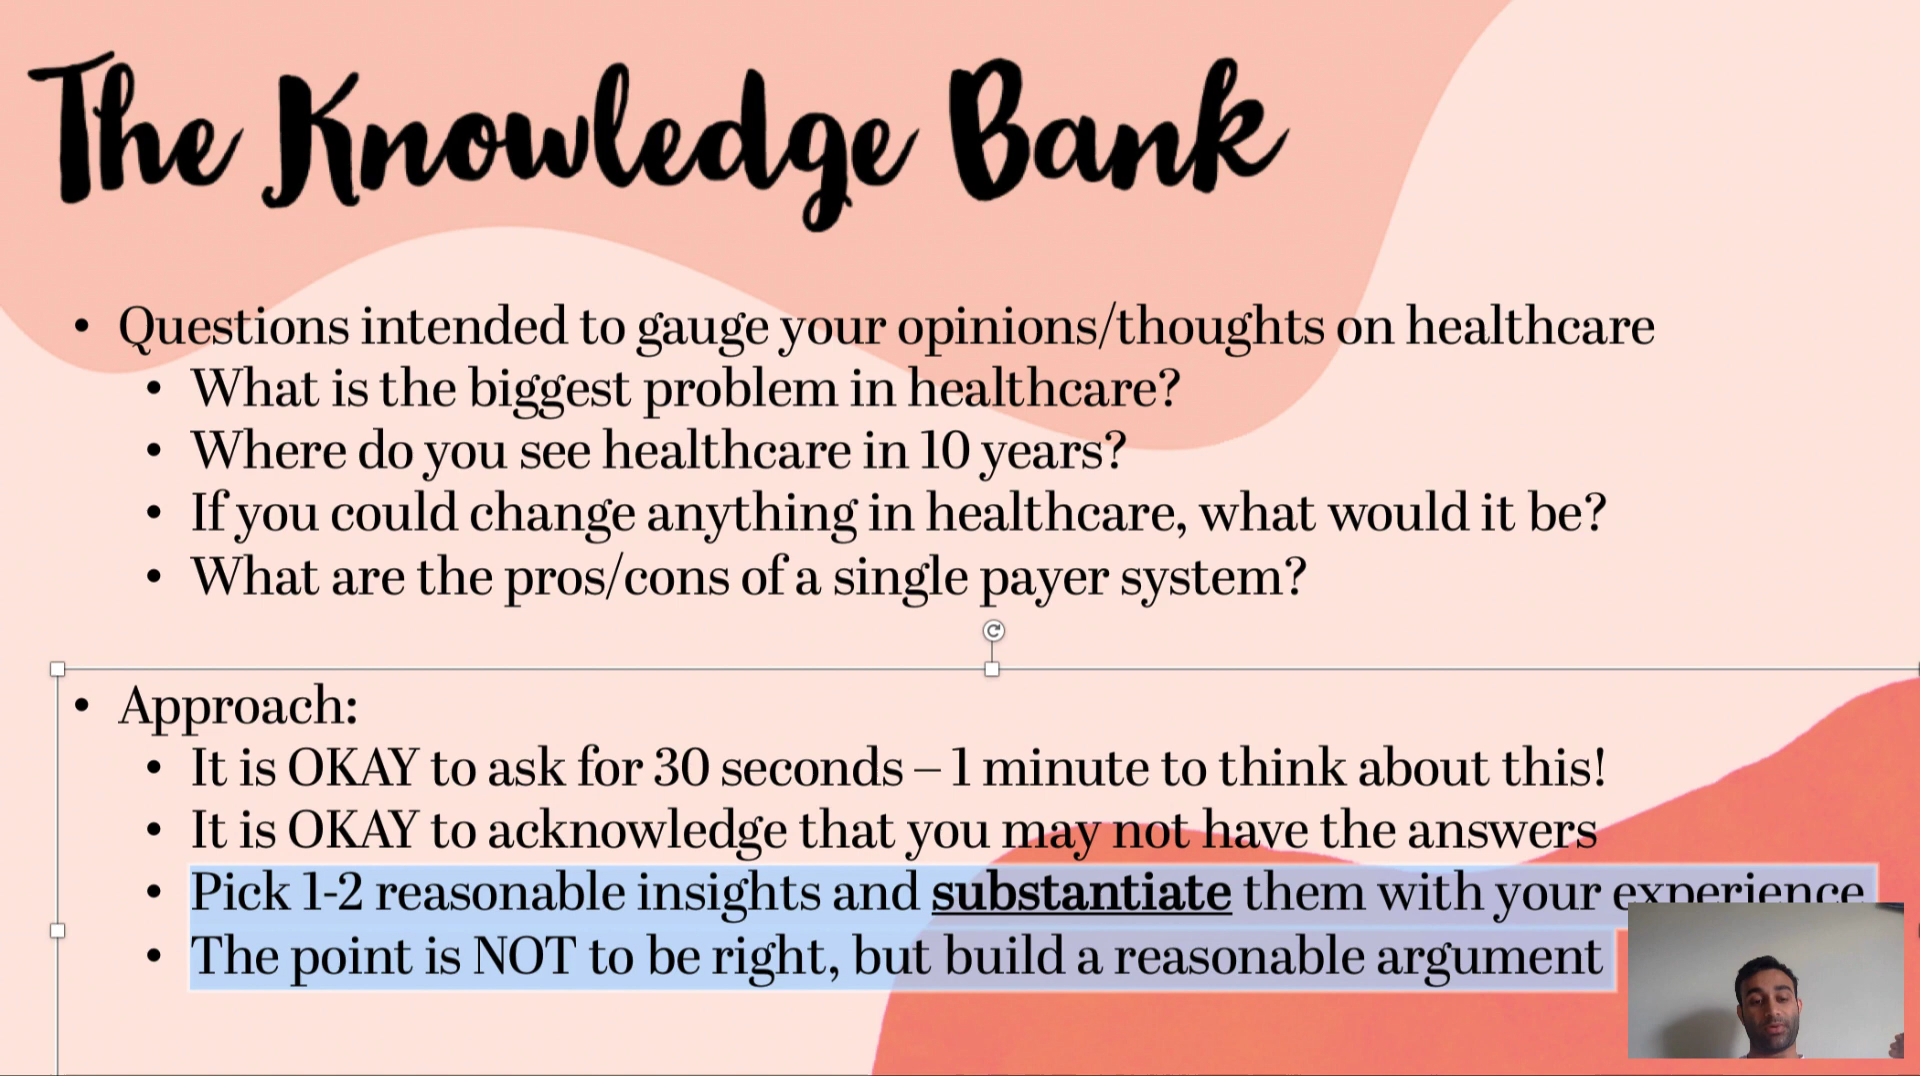 The Knowledge Bank
• Questions intended to gauge your opinions/thoughts on healthcare
• What is the biggest problem in healthcare?
• Where do you see healthcare in 10 years?
• If you could change anything in healthcare, what would it be?
• What are the pros/cons of a single payer system?
• Approach:
• It is OKAY to ask for 30 seconds – 1 minute to think about this!
• It is OKAY to acknowledge that you may not have the answers
• Pick 1-2 reasonable insights and substantiate them with your experience
• The point is NOT to be right, but build a reasonable argument